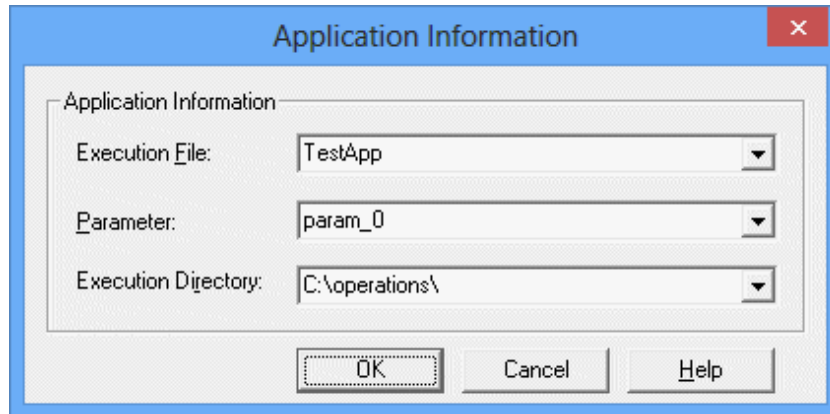 Application Information
Application Information
Execution File: TestApp
Parameter: param_0
Execution Directory: C:\operations\
OK Cancel Help